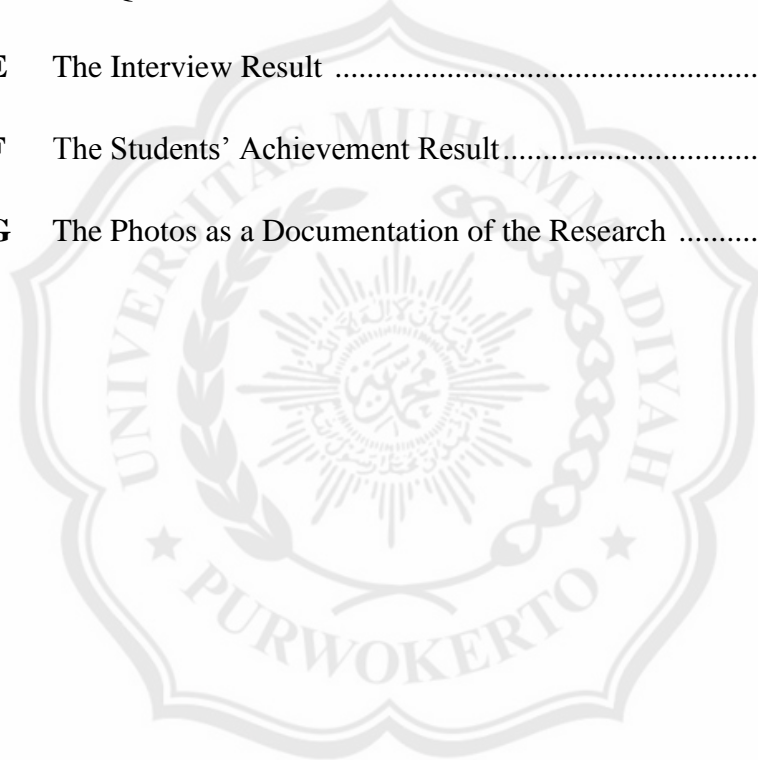 E The Interview Result .......................................................
F The Students’ Achievement Result.................................
G The Photos as a Documentation of the Research ..........
UNIVERSITAS MUHAMMADIYAH
PURWOKERTO